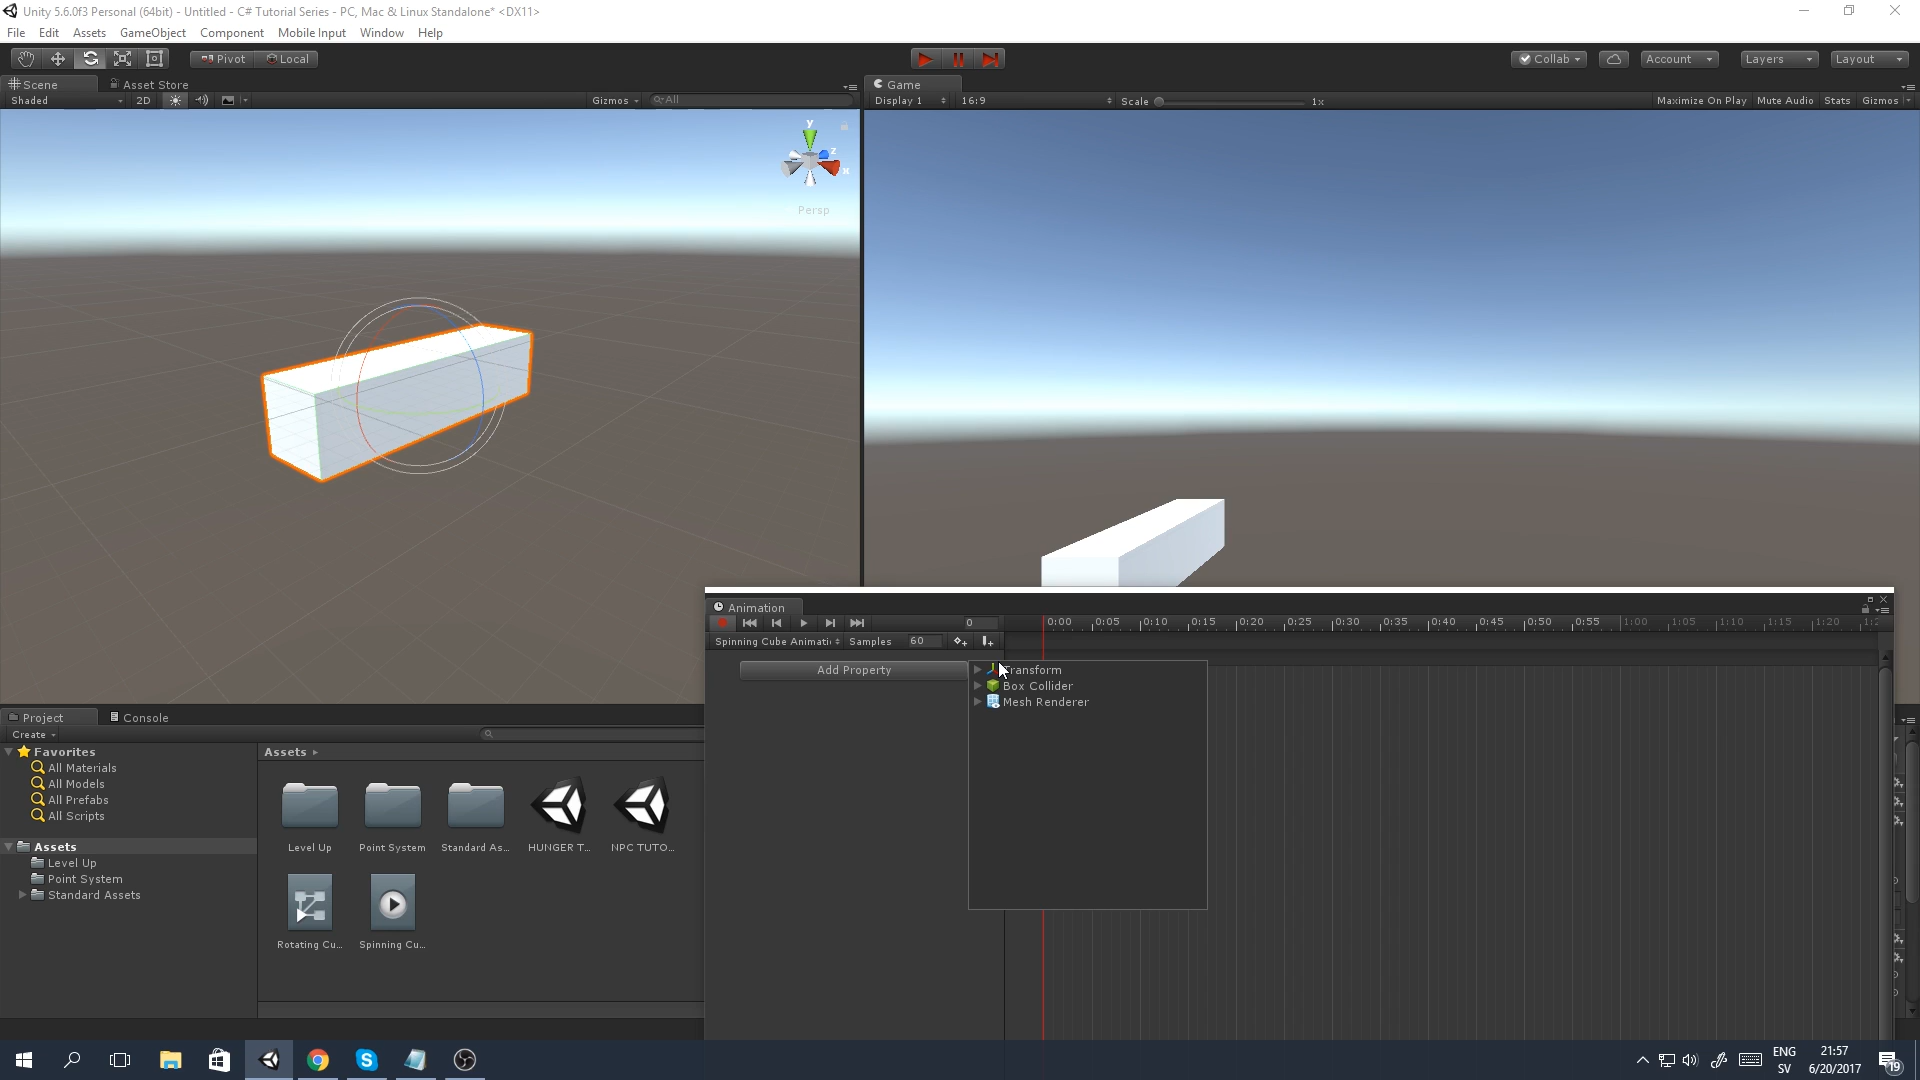 Unity 5.6.0f3 Personal (64bit) - Untitled - C# Tutorial Series - PC, Mac & Linux Standalone* <DX11>
File Edit Assets GameObject Component Mobile Input Window Help
Pivot Local Collab Account Layers Layout
Scene Asset Store Game
Shaded 2D Gizmos All Display 1 16:9 Scale 1x Maximize On Play Mute Audio Stats Gizmos
y
z
x
Persp
Animation
0 0:00 0:05 0:10 0:15 0:20 0:25 0:30 0:35 0:40 0:45 0:50 0:55 1:00 1:05 1:10 1:15 1:20
Spinning Cube Animati Samples 60
Add Property
Transform
Box Collider
Mesh Renderer
Project Console
Create
Favorites
All Materials
All Models
All Prefabs
All Scripts
Assets
Level Up
Point System
Standard Assets
Assets
Level Up Point System Standard As... HUNGER T... NPC TUTO...
Rotating Cu... Spinning Cu...
ENG
SV
21:57
6/20/2017
19